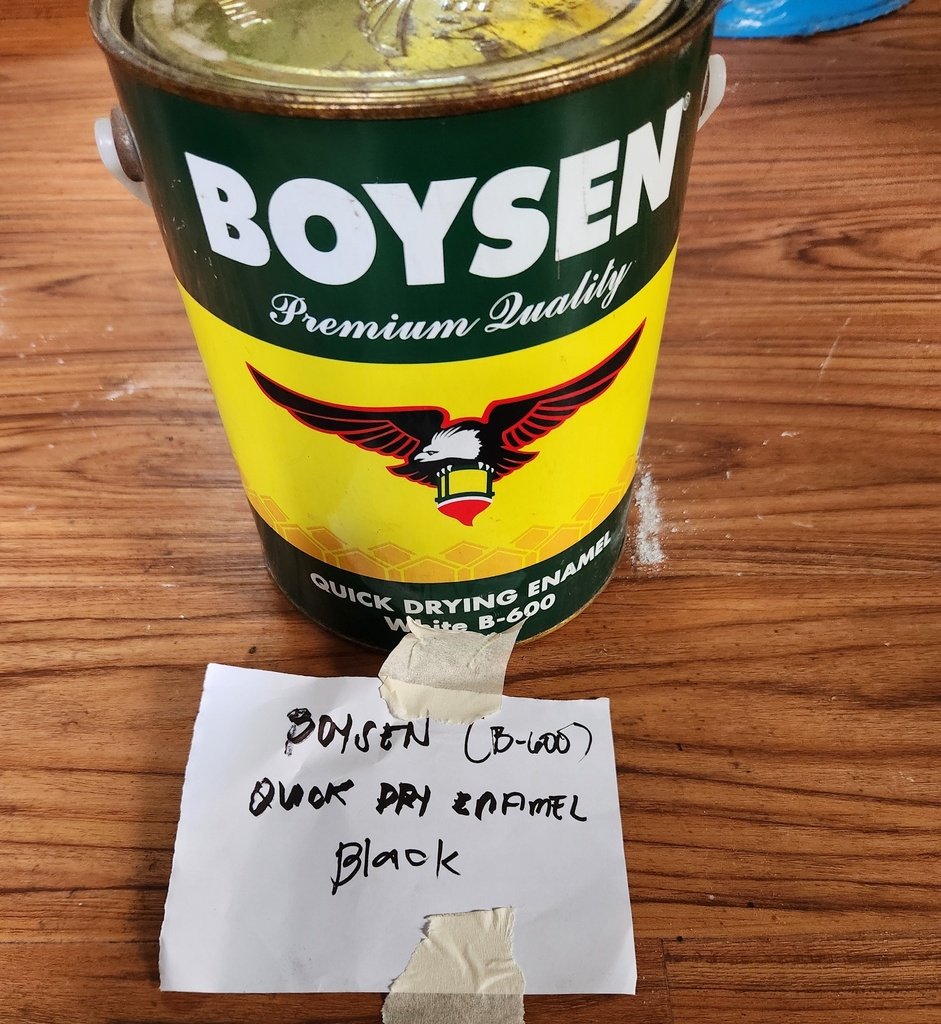 BOYSEN®
Premium Quality
QUICK DRYING ENAMEL
White B-600
BOYSEN (B-600)
QUICK DRY ENAMEL
Black